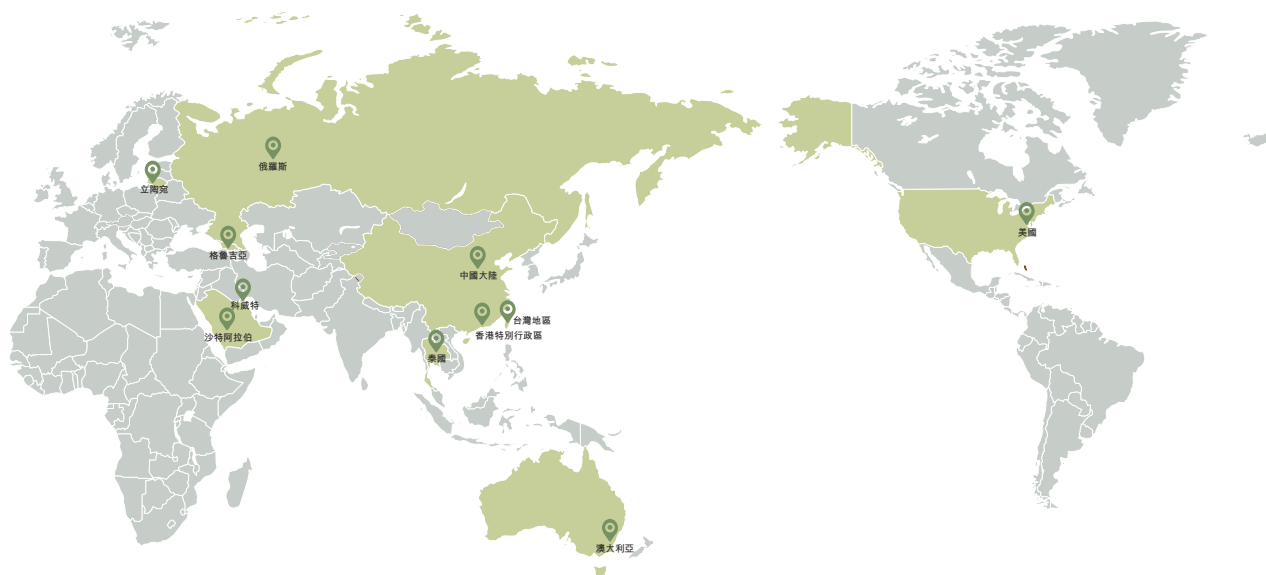 俄羅斯
立陶宛
美國
格魯吉亞
中國大陸
科威特
台灣地區
沙特阿拉伯
香港特別行政區
泰國
澳大利亞